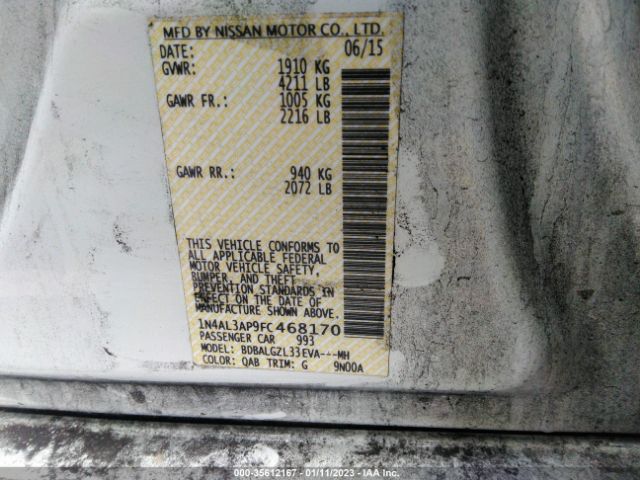 MFD BY NISSAN MOTOR CO., LTD.
DATE: 06/15
GVWR: 1910 KG
4211 LB
GAWR FR.: 1005 KG
2216 LB
GAWR RR.: 940 KG
2072 LB
THIS VEHICLE CONFORMS TO
ALL APPLICABLE FEDERAL
MOTOR VEHICLE SAFETY,
BUMPER, AND THEFT
PREVENTION STANDARDS IN
EFFECT ON THE DATE OF
MANUFACTURE SHOWN ABOVE.
1N4AL3AP9FC468170
PASSENGER CAR 993
MODEL: BDBALGZL33EVA---MH
COLOR: QAB TRIM: G 9N00A
000-35612167 - 01/11/2023 - IAA Inc.